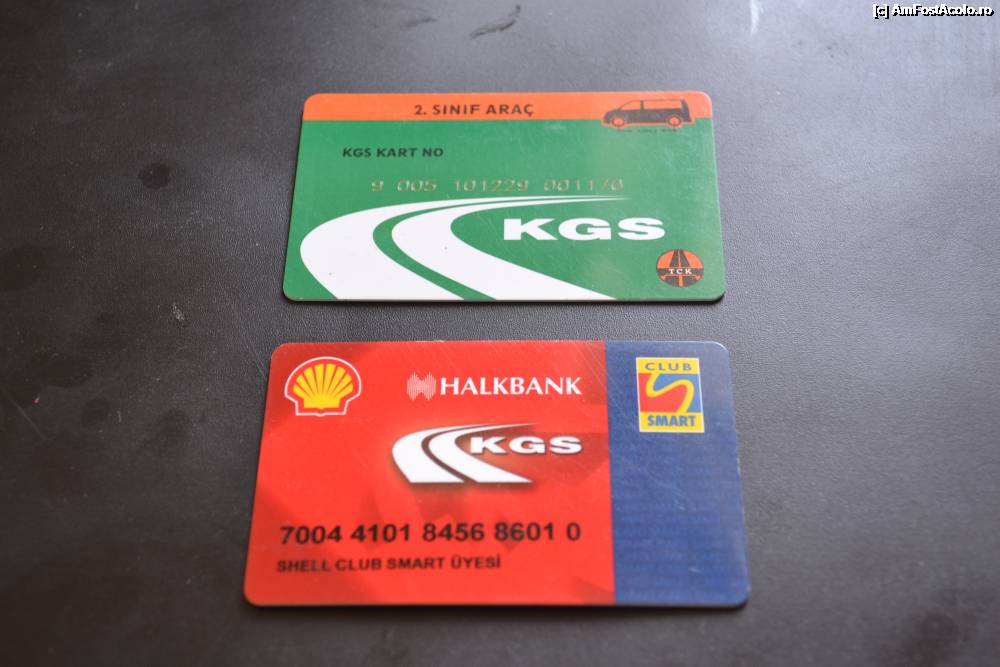 [c] AmFostAcolo.ro
2. SINIF ARAÇ
KGS KART NO
9 005 101229 001170
KGS
TCK
HALKBANK
CLUB
SMART
KGS
7004 4101 8456 8601 0
SHELL CLUB SMART ÜYESİ